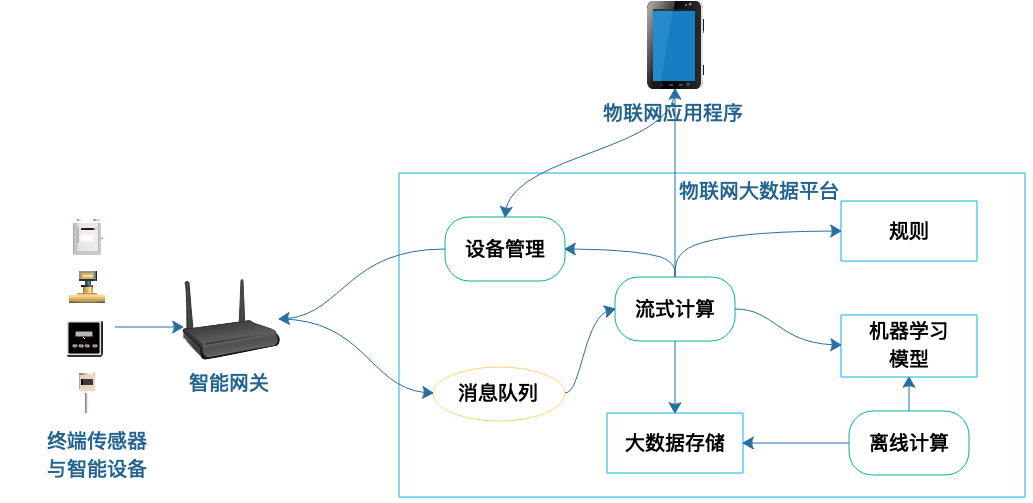 物联网应用程序
物联网大数据平台
规则
设备管理
流式计算
机器学习
模型
智能网关
消息队列
大数据存储
离线计算
终端传感器
与智能设备